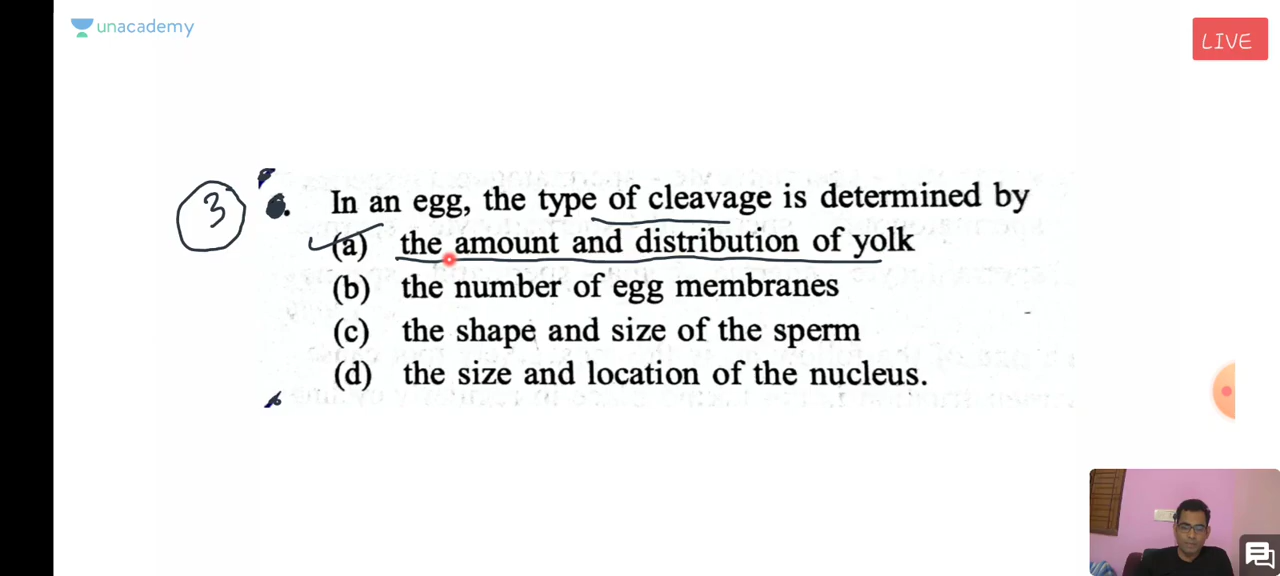 unacademy
LIVE
3
In an egg, the type of cleavage is determined by
(a) the amount and distribution of yolk
(b) the number of egg membranes
(c) the shape and size of the sperm
(d) the size and location of the nucleus.